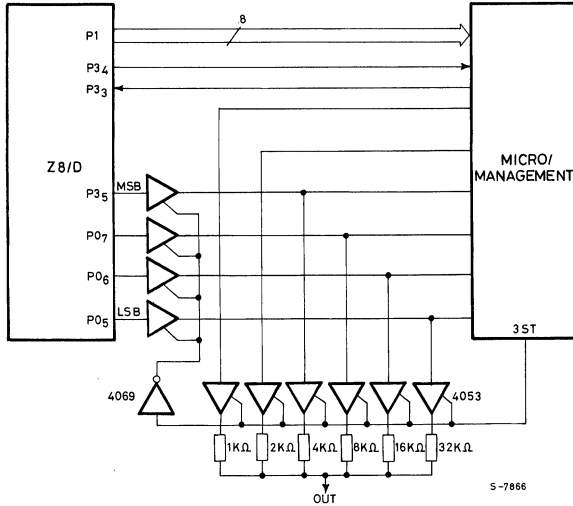 8
P1
P3₄
P3₃
Z8/D
MICRO/
MANAGEMENT
P3₅ MSB
P0₇
P0₆
P0₅ LSB
3ST
4069
4053
1KΩ 2KΩ 4KΩ 8KΩ 16KΩ 32KΩ
OUT
S-7866